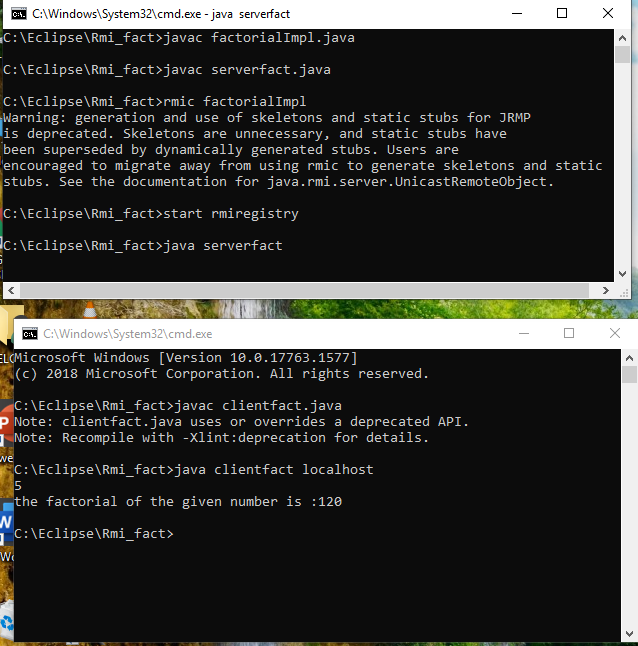 C:\Windows\System32\cmd.exe - java  serverfact
C:\Eclipse\Rmi_fact>javac factorialImpl.java
C:\Eclipse\Rmi_fact>javac serverfact.java
C:\Eclipse\Rmi_fact>rmic factorialImpl
Warning: generation and use of skeletons and static stubs for JRMP
is deprecated. Skeletons are unnecessary, and static stubs have
been superseded by dynamically generated stubs. Users are
encouraged to migrate away from using rmic to generate skeletons and static
stubs. See the documentation for java.rmi.server.UnicastRemoteObject.
C:\Eclipse\Rmi_fact>start rmiregistry
C:\Eclipse\Rmi_fact>java serverfact
C:\Windows\System32\cmd.exe
Microsoft Windows [Version 10.0.17763.1577]
(c) 2018 Microsoft Corporation. All rights reserved.
C:\Eclipse\Rmi_fact>javac clientfact.java
Note: clientfact.java uses or overrides a deprecated API.
Note: Recompile with -Xlint:deprecation for details.
C:\Eclipse\Rmi_fact>java clientfact localhost
5
the factorial of the given number is :120
C:\Eclipse\Rmi_fact>